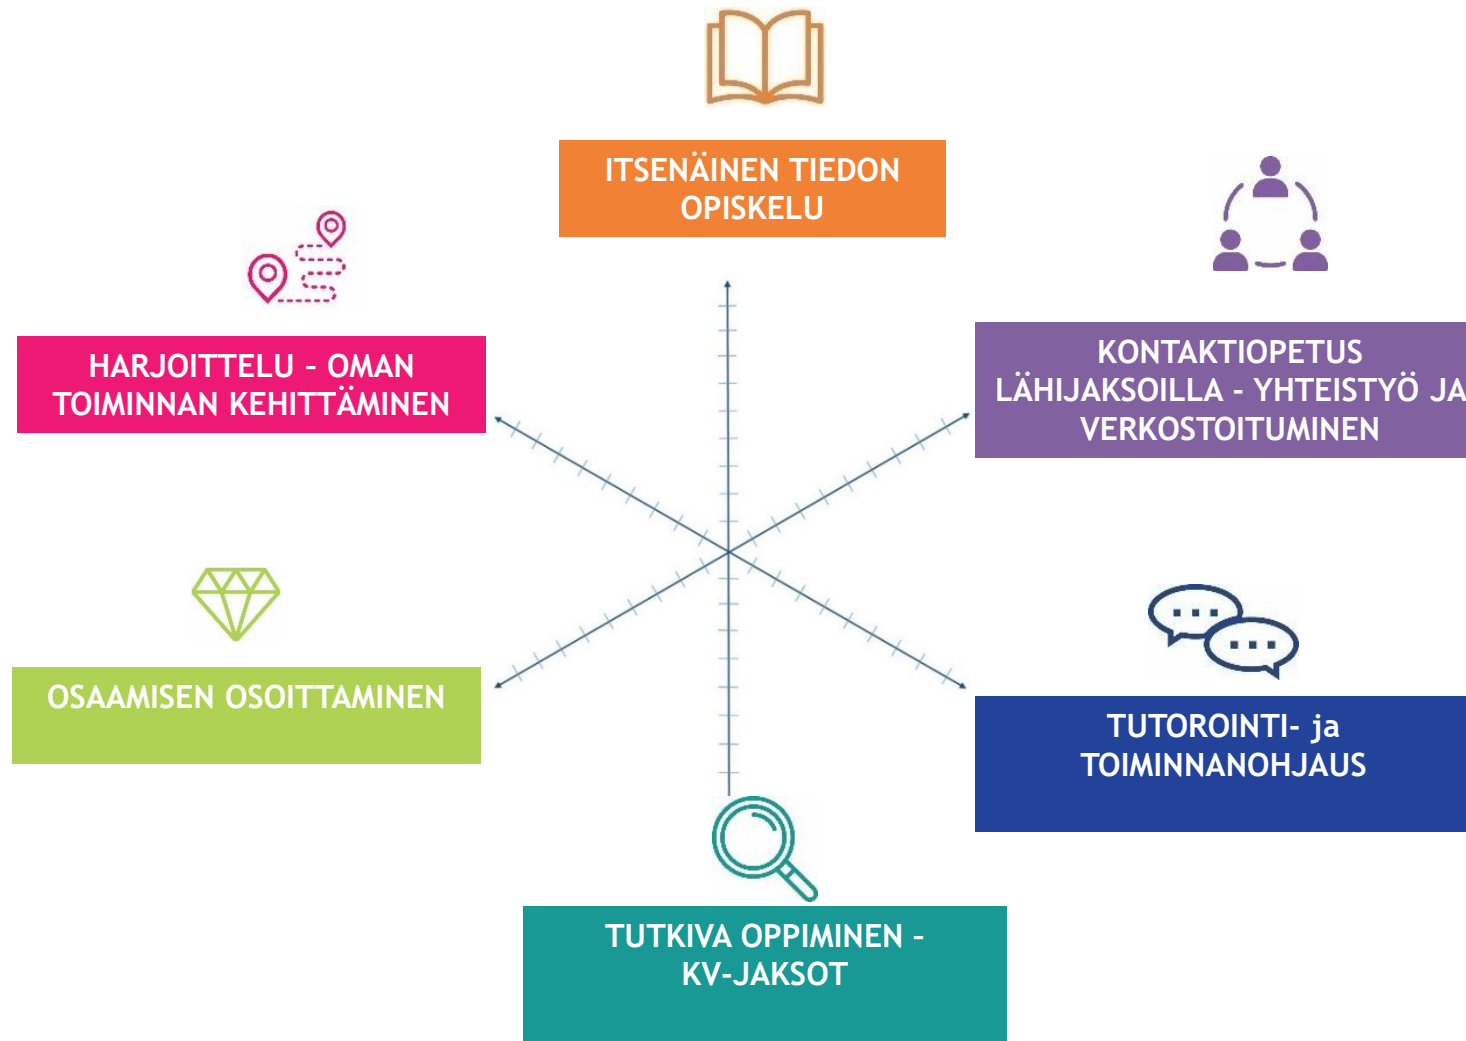 ITSENÄINEN TIEDON
OPISKELU
HARJOITTELU – OMAN
TOIMINNAN KEHITTÄMINEN
KONTAKTIOPETUS
LÄHIJAKSOILLA - YHTEISTYÖ JA
VERKOSTOITUMINEN
OSAAMISEN OSOITTAMINEN
TUTOROINTI- ja
TOIMINNANOHJAUS
TUTKIVA OPPIMINEN –
KV-JAKSOT